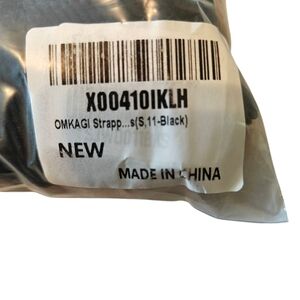 X00410IKLH
OMKAGI Strapp...s(S,11-Black)
NEW
MADE IN CHINA